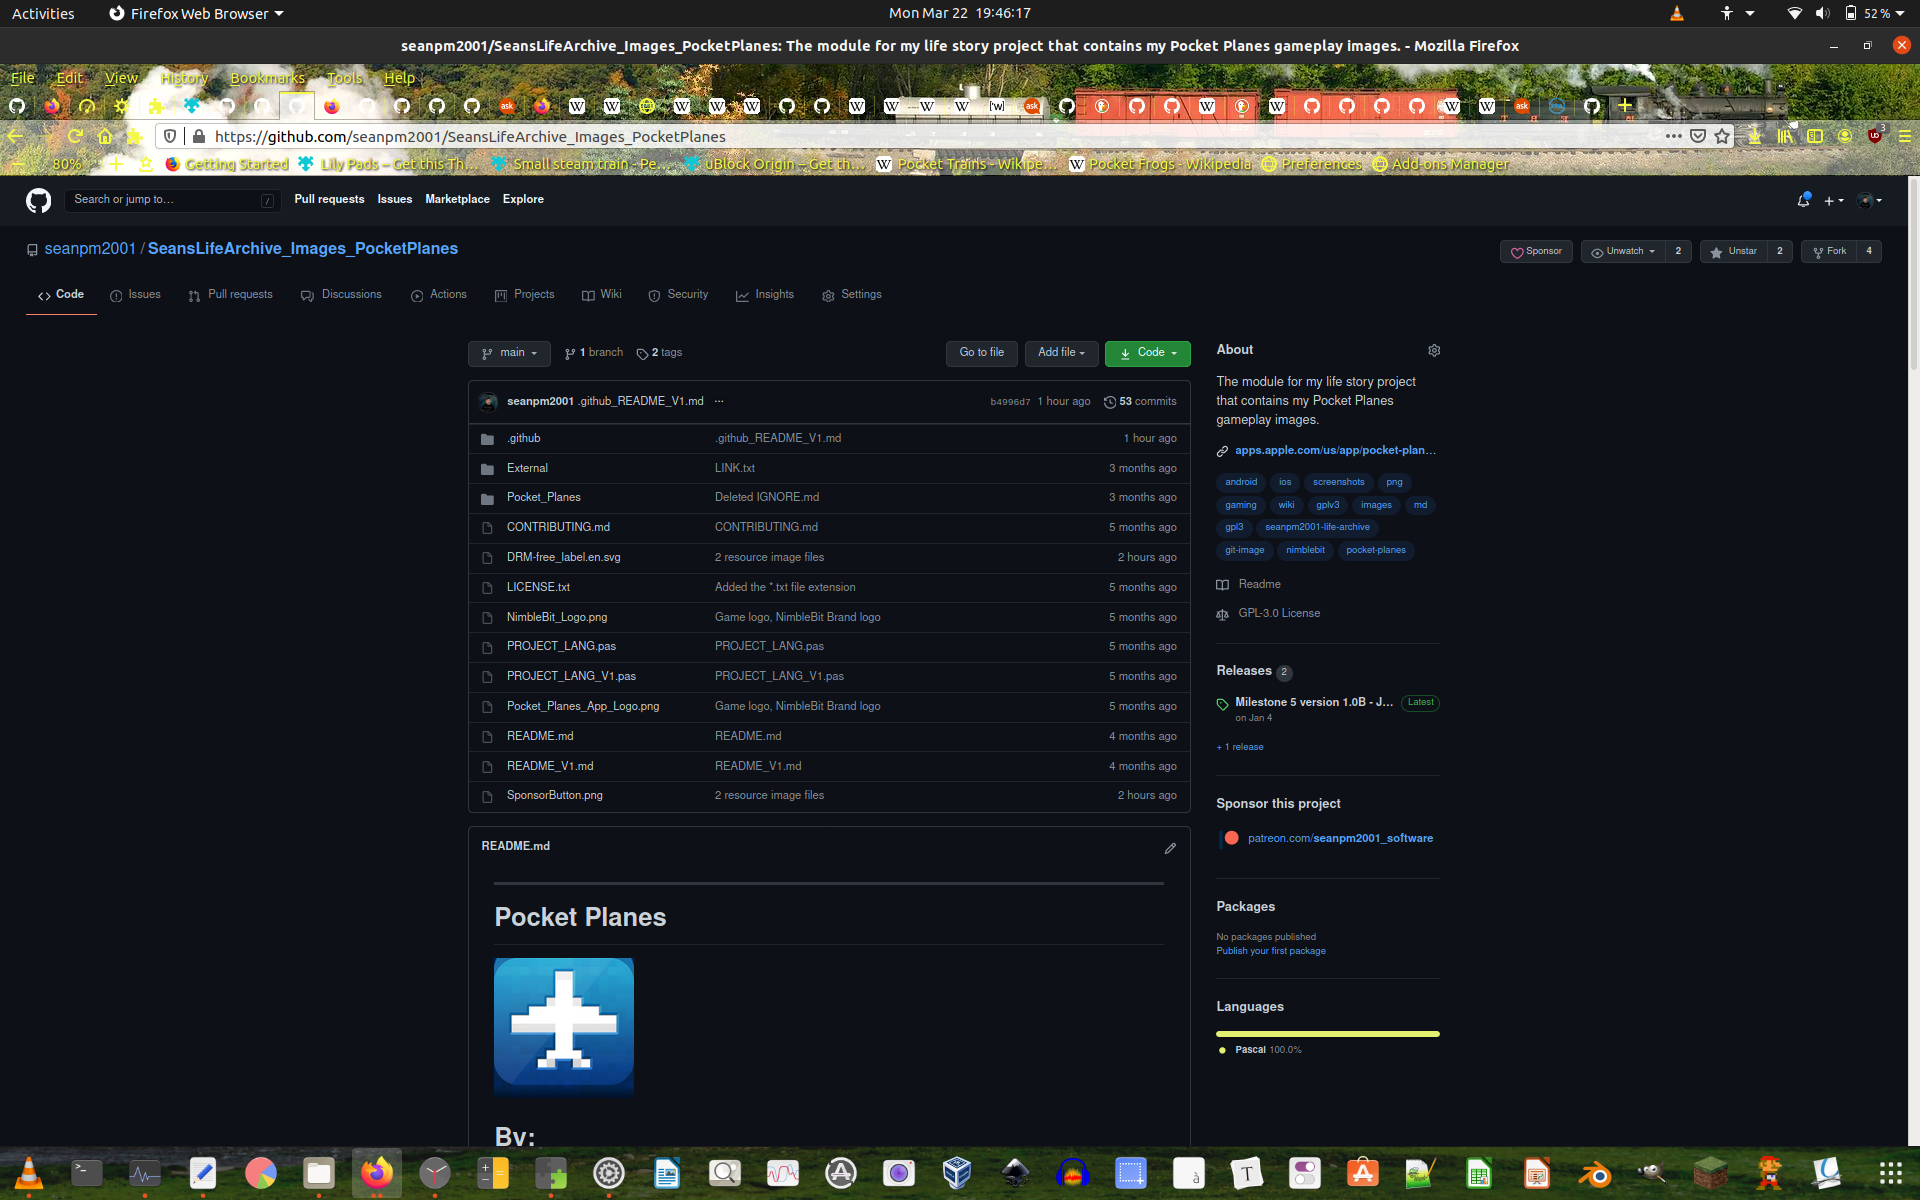 Activities
Firefox Web Browser
Mon Mar 22 19:46:17
52 %
seanpm2001/SeansLifeArchive_Images_PocketPlanes: The module for my life story project that contains my Pocket Planes gameplay images. - Mozilla Firefox
File Edit View History Bookmarks Tools Help
https://github.com/seanpm2001/SeansLifeArchive_Images_PocketPlanes
80% Getting Started Lily Pads – Get this Th… Small steam train - Pe… uBlock Origin – Get th… Pocket Trains - Wikipe… Pocket Frogs - Wikipedia Preferences Add-ons Manager
Search or jump to… / Pull requests Issues Marketplace Explore
seanpm2001 / SeansLifeArchive_Images_PocketPlanes
Sponsor Unwatch 2 Unstar 2 Fork 4
Code Issues Pull requests Discussions Actions Projects Wiki Security Insights Settings
main 1 branch 2 tags Go to file Add file Code
seanpm2001 .github_README_V1.md ··· b4996d7 1 hour ago 53 commits
.github .github_README_V1.md 1 hour ago
External LINK.txt 3 months ago
Pocket_Planes Deleted IGNORE.md 3 months ago
CONTRIBUTING.md CONTRIBUTING.md 5 months ago
DRM-free_label.en.svg 2 resource image files 2 hours ago
LICENSE.txt Added the *.txt file extension 5 months ago
NimbleBit_Logo.png Game logo, NimbleBit Brand logo 5 months ago
PROJECT_LANG.pas PROJECT_LANG.pas 5 months ago
PROJECT_LANG_V1.pas PROJECT_LANG_V1.pas 5 months ago
Pocket_Planes_App_Logo.png Game logo, NimbleBit Brand logo 5 months ago
README.md README.md 4 months ago
README_V1.md README_V1.md 4 months ago
SponsorButton.png 2 resource image files 2 hours ago
README.md
Pocket Planes
By:
About
The module for my life story project
that contains my Pocket Planes
gameplay images.
apps.apple.com/us/app/pocket-plan…
android ios screenshots png
gaming wiki gplv3 images md
gpl3 seanpm2001-life-archive
git-image nimblebit pocket-planes
Readme
GPL-3.0 License
Releases 2
Milestone 5 version 1.0B - J… Latest
on Jan 4
+ 1 release
Sponsor this project
patreon.com/seanpm2001_software
Packages
No packages published
Publish your first package
Languages
Pascal 100.0%